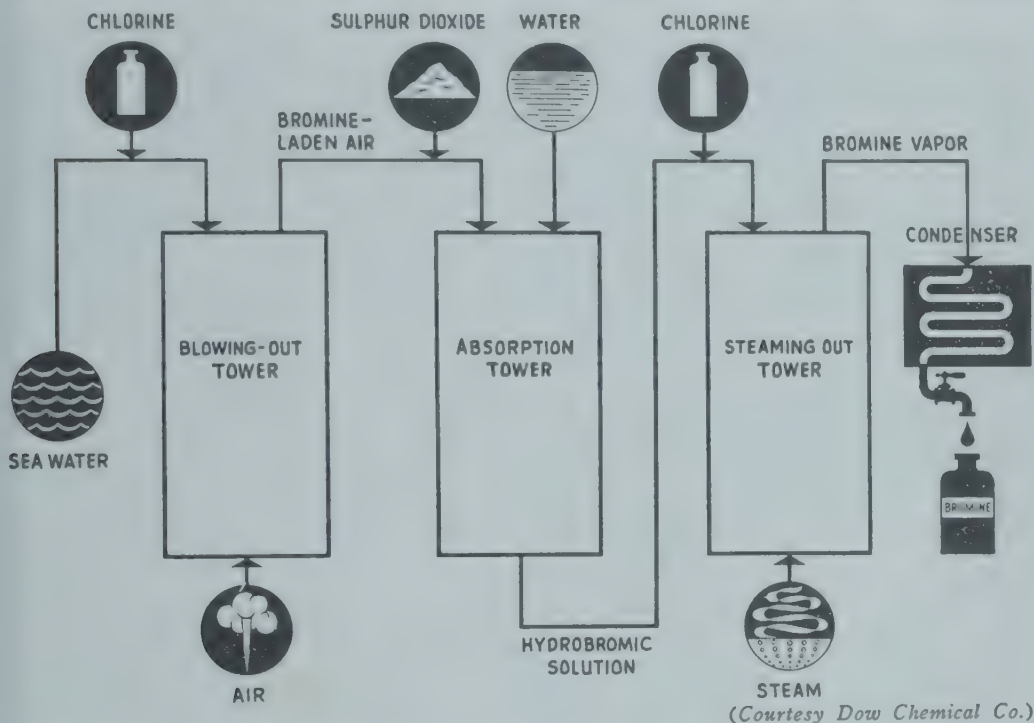 CHLORINE
SULPHUR DIOXIDE
WATER
CHLORINE
BROMINE-
LADEN AIR
BROMINE VAPOR
CONDENSER
BLOWING-OUT
TOWER
ABSORPTION
TOWER
STEAMING OUT
TOWER
SEA WATER
BROMINE
AIR
HYDROBROMIC
SOLUTION
STEAM
(Courtesy Dow Chemical Co.)